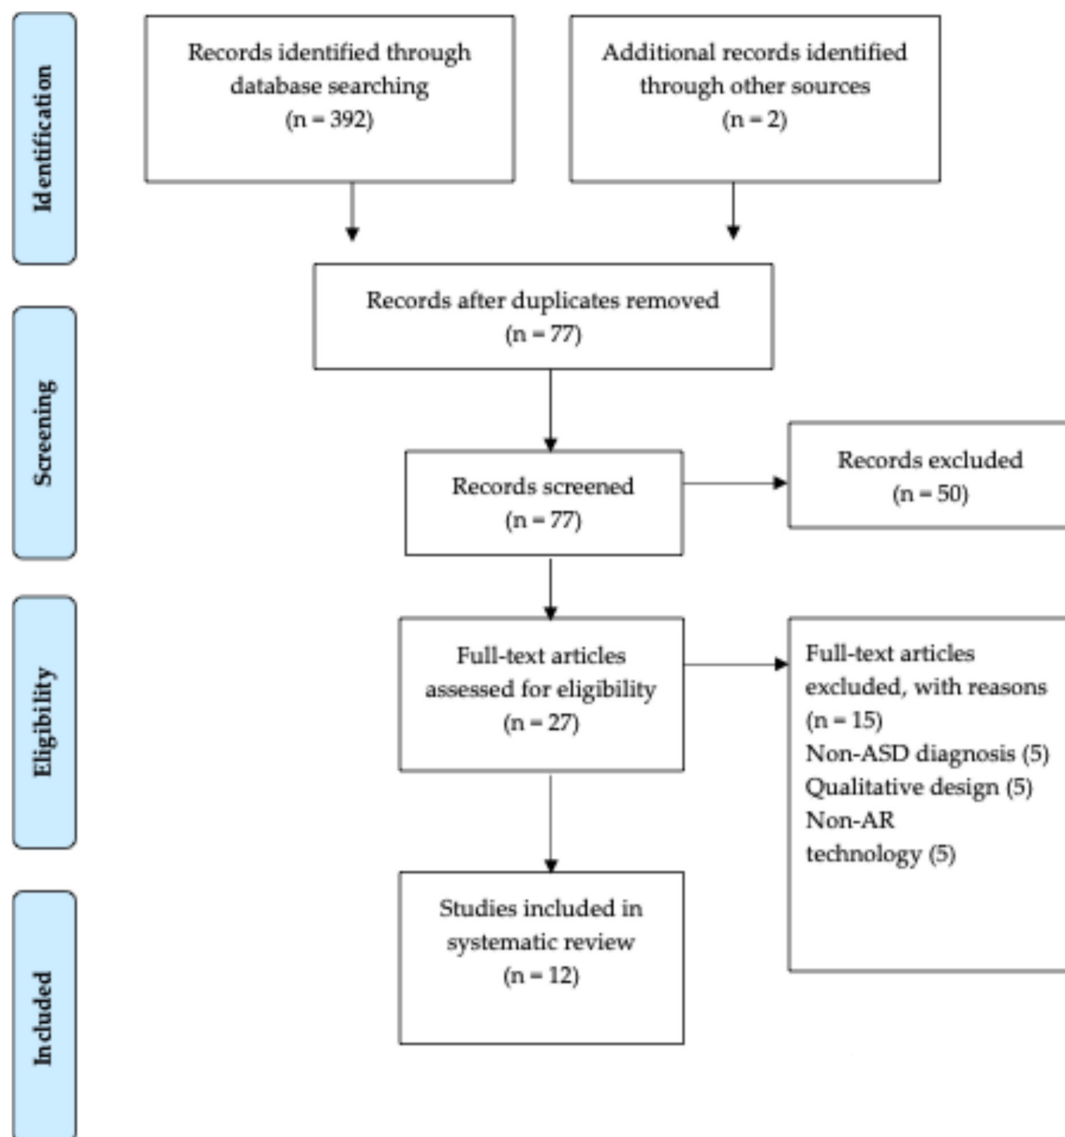 Identification
Records identified through
database searching
(n = 392)
Additional records identified
through other sources
(n = 2)
Records after duplicates removed
(n = 77)
Screening
Records screened
(n = 77)
Records excluded
(n = 50)
Eligibility
Full-text articles
assessed for eligibility
(n = 27)
Full-text articles
excluded, with reasons
(n = 15)
Non-ASD diagnosis (5)
Qualitative design (5)
Non-AR
technology (5)
Included
Studies included in
systematic review
(n = 12)